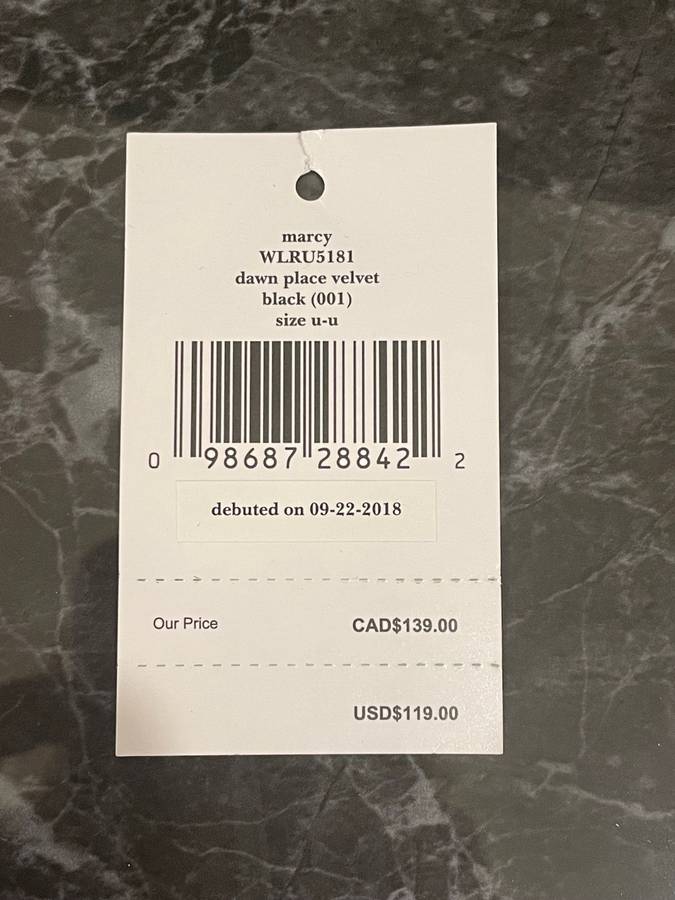 marcy
WLRU5181
dawn place velvet
black (001)
size u-u
0 98687 28842 2
debuted on 09-22-2018
Our Price CAD$139.00
USD$119.00